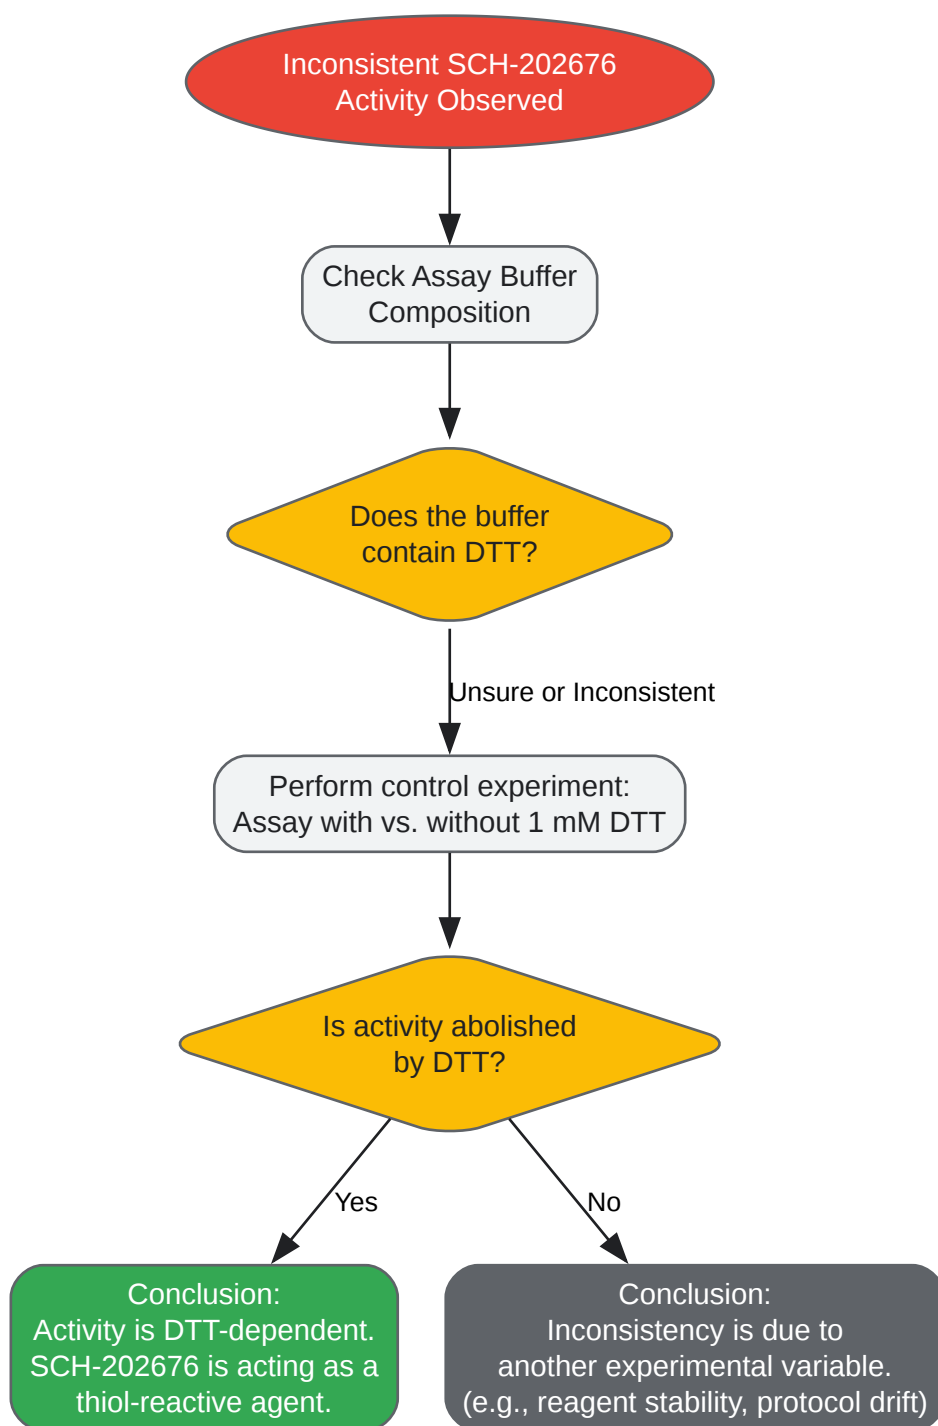 Inconsistent SCH-202676
Activity Observed
Check Assay Buffer
Composition
Does the buffer
contain DTT?
Unsure or Inconsistent
Perform control experiment:
Assay with vs. without 1 mM DTT
Is activity abolished
by DTT?
Yes
No
Conclusion:
Activity is DTT-dependent.
SCH-202676 is acting as a
thiol-reactive agent.
Conclusion:
Inconsistency is due to
another experimental variable.
(e.g., reagent stability, protocol drift)